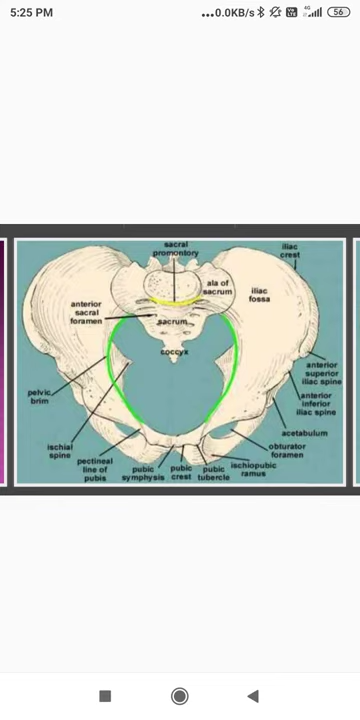 5:25 PM
...0.0KB/s
4G
56
sacral
promontory
iliac
crest
ala of
sacrum
iliac
fossa
anterior
sacral
foramen
sacrum
coccyx
anterior
superior
iliac spine
pelvic
brim
anterior
inferior
iliac spine
acetabulum
ischial
spine
obturator
foramen
pectineal
line of
pubis
pubic
symphysis
pubic
crest
pubic
tubercle
ischiopubic
ramus